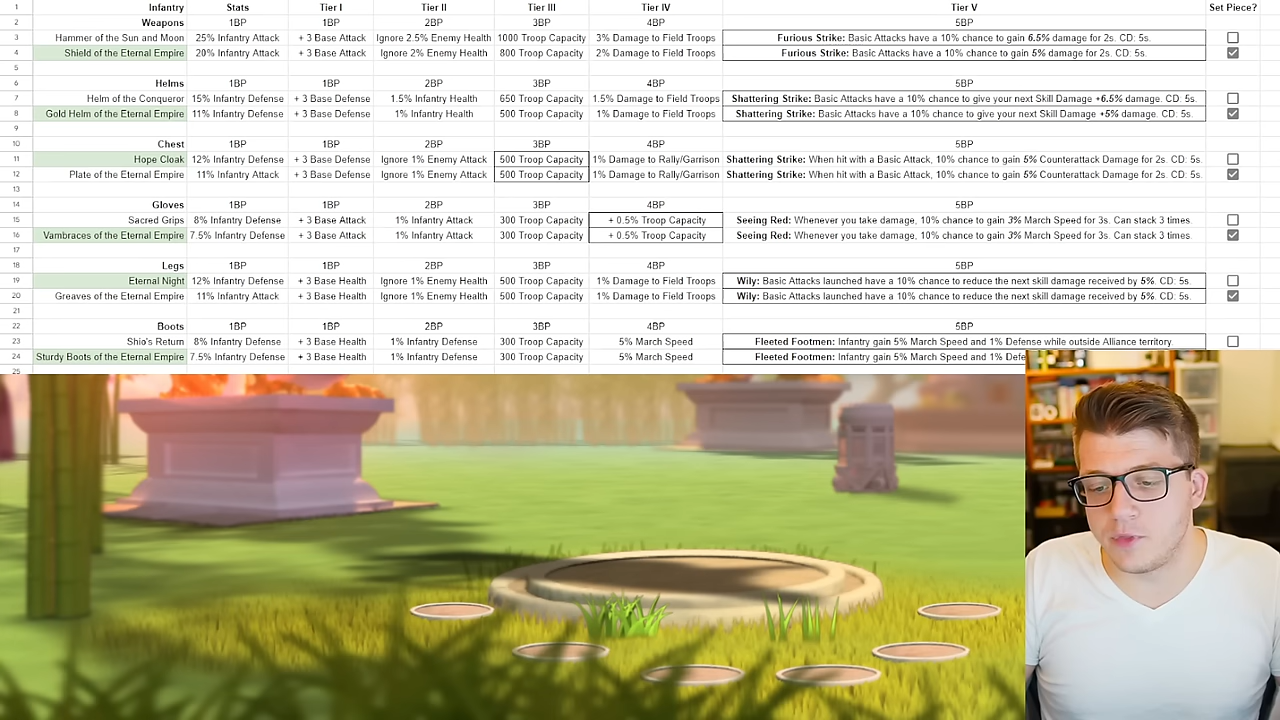 1 Infantry Stats Tier I Tier II Tier III Tier IV Tier V Set Piece?
2 Weapons 1BP 1BP 2BP 3BP 4BP 5BP
3 Hammer of the Sun and Moon 25% Infantry Attack + 3 Base Attack Ignore 2.5% Enemy Health 1000 Troop Capacity 3% Damage to Field Troops Furious Strike: Basic Attacks have a 10% chance to gain 6.5% damage for 2s. CD: 5s.
4 Shield of the Eternal Empire 20% Infantry Attack + 3 Base Attack Ignore 2% Enemy Health 800 Troop Capacity 2% Damage to Field Troops Furious Strike: Basic Attacks have a 10% chance to gain 5% damage for 2s. CD: 5s.
5
6 Helms 1BP 1BP 2BP 3BP 4BP 5BP
7 Helm of the Conqueror 15% Infantry Defense + 3 Base Defense 1.5% Infantry Health 650 Troop Capacity 1.5% Damage to Field Troops Shattering Strike: Basic Attacks have a 10% chance to give your next Skill Damage +6.5% damage. CD: 5s.
8 Gold Helm of the Eternal Empire 11% Infantry Defense + 3 Base Defense 1% Infantry Health 500 Troop Capacity 1% Damage to Field Troops Shattering Strike: Basic Attacks have a 10% chance to give your next Skill Damage +5% damage. CD: 5s.
9
10 Chest 1BP 1BP 2BP 3BP 4BP 5BP
11 Hope Cloak 12% Infantry Defense + 3 Base Defense Ignore 1% Enemy Attack 500 Troop Capacity 1% Damage to Rally/Garrison Shattering Strike: When hit with a Basic Attack, 10% chance to gain 5% Counterattack Damage for 2s. CD: 5s.
12 Plate of the Eternal Empire 11% Infantry Attack + 3 Base Defense Ignore 1% Enemy Attack 500 Troop Capacity 1% Damage to Rally/Garrison Shattering Strike: When hit with a Basic Attack, 10% chance to gain 5% Counterattack Damage for 2s. CD: 5s.
13
14 Gloves 1BP 1BP 2BP 3BP 4BP 5BP
15 Sacred Grips 8% Infantry Defense + 3 Base Attack 1% Infantry Attack 300 Troop Capacity + 0.5% Troop Capacity Seeing Red: Whenever you take damage, 10% chance to gain 3% March Speed for 3s. Can stack 3 times.
16 Vambraces of the Eternal Empire 7.5% Infantry Defense + 3 Base Attack 1% Infantry Attack 300 Troop Capacity + 0.5% Troop Capacity Seeing Red: Whenever you take damage, 10% chance to gain 3% March Speed for 3s. Can stack 3 times.
17
18 Legs 1BP 1BP 2BP 3BP 4BP 5BP
19 Eternal Night 12% Infantry Defense + 3 Base Health Ignore 1% Enemy Health 500 Troop Capacity 1% Damage to Field Troops Wily: Basic Attacks launched have a 10% chance to reduce the next skill damage received by 5%. CD: 5s.
20 Greaves of the Eternal Empire 11% Infantry Attack + 3 Base Health Ignore 1% Enemy Health 500 Troop Capacity 1% Damage to Field Troops Wily: Basic Attacks launched have a 10% chance to reduce the next skill damage received by 5%. CD: 5s.
21
22 Boots 1BP 1BP 2BP 3BP 4BP 5BP
23 Shio's Return 8% Infantry Defense + 3 Base Health 1% Infantry Defense 300 Troop Capacity 5% March Speed Fleeted Footmen: Infantry gain 5% March Speed and 1% Defense while outside Alliance territory.
24 Sturdy Boots of the Eternal Empire 7.5% Infantry Defense + 3 Base Health 1% Infantry Defense 300 Troop Capacity 5% March Speed Fleeted Footmen: Infantry gain 5% March Speed and 1% Defe
25